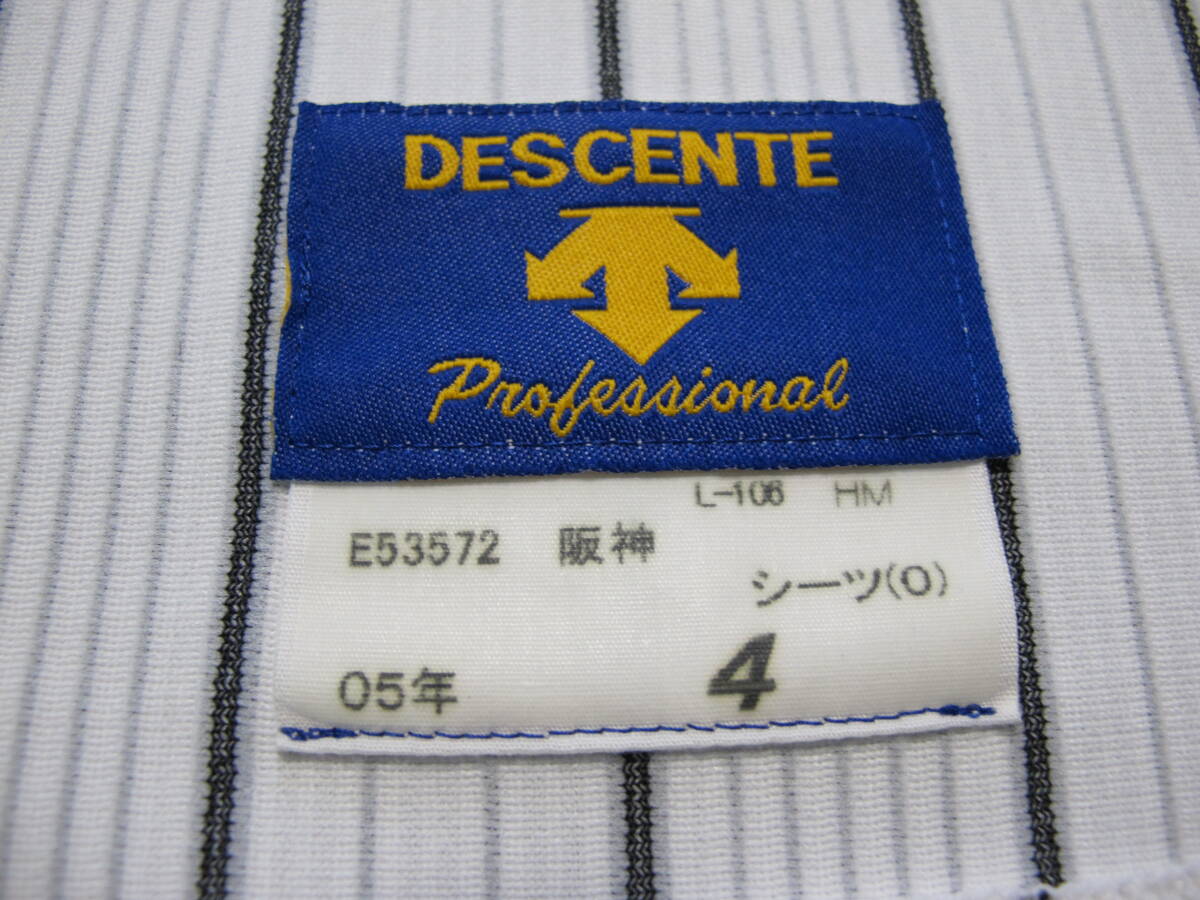 DESCENTE
Professional
L-106 HM
E53572 阪神
シーツ(O)
05年 4